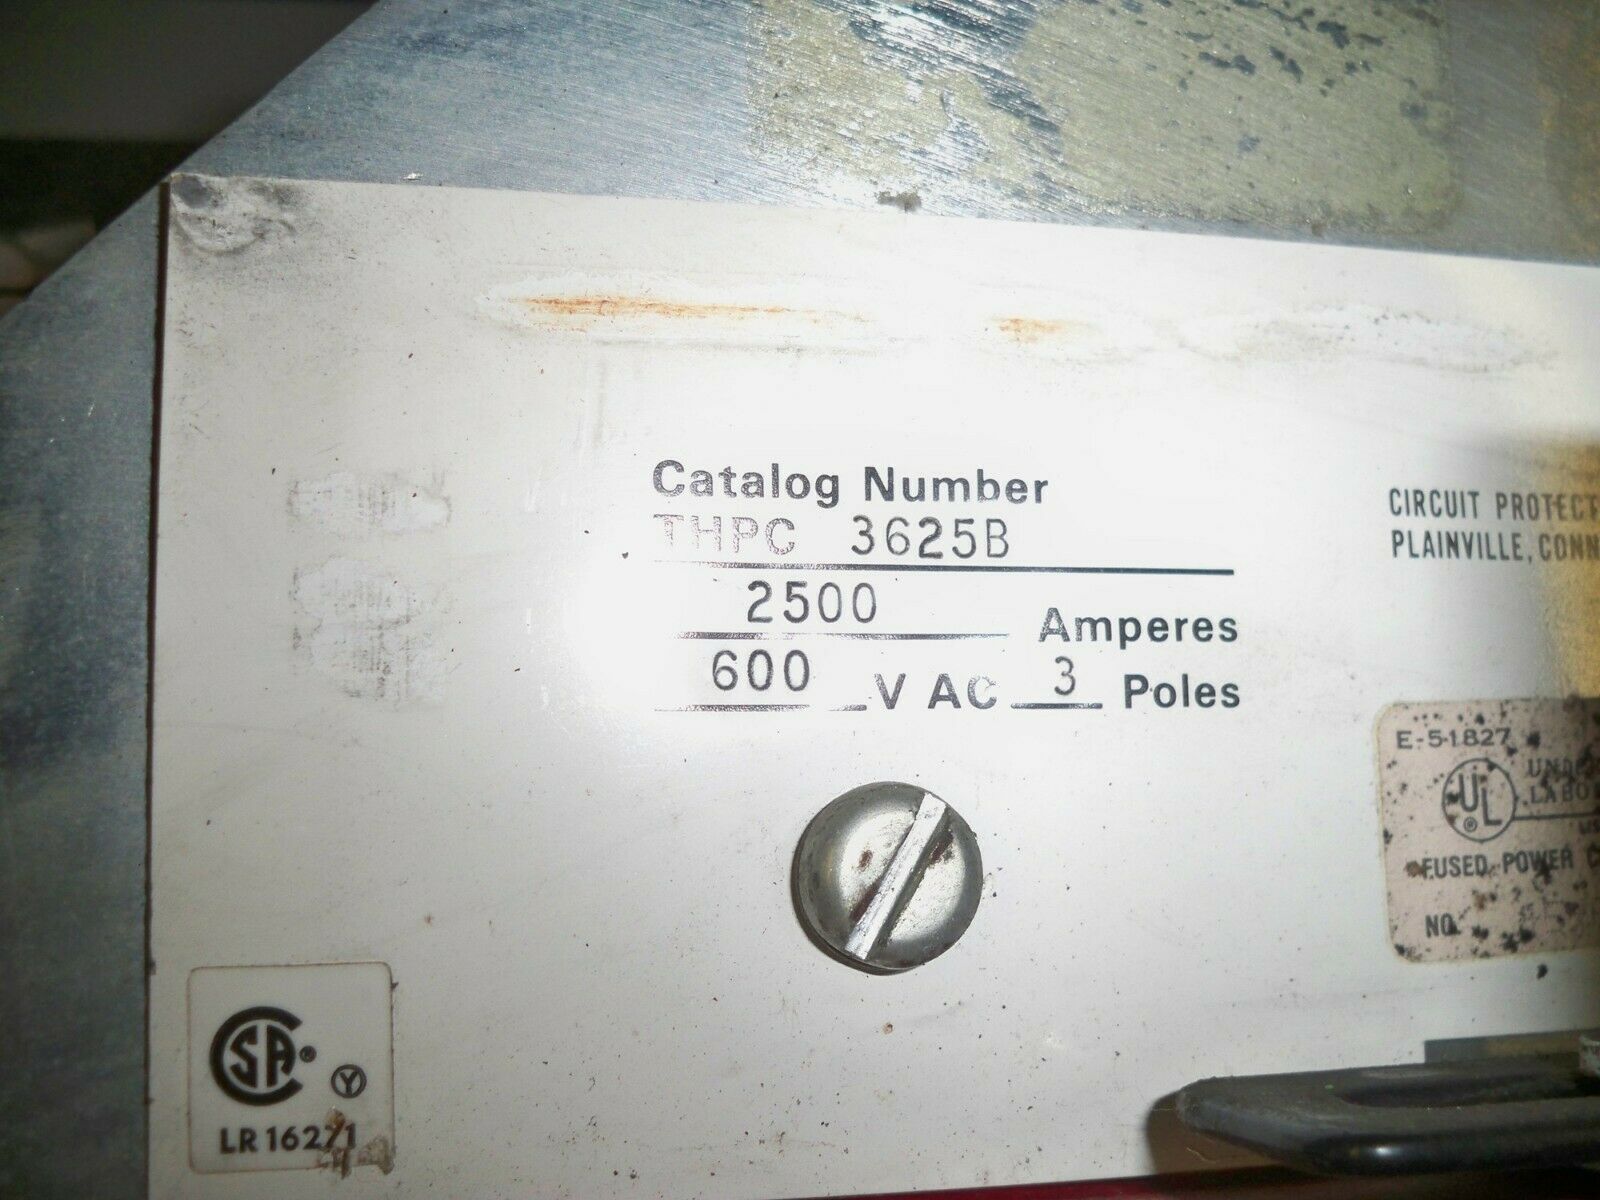 Catalog Number
THPC 3625B
2500 Amperes
600 V AC 3 Poles
CIRCUIT PROTECT
PLAINVILLE, CONN
E-51827
UL
FUSED POWER C
NO.
CSA ®
Y
LR 16271